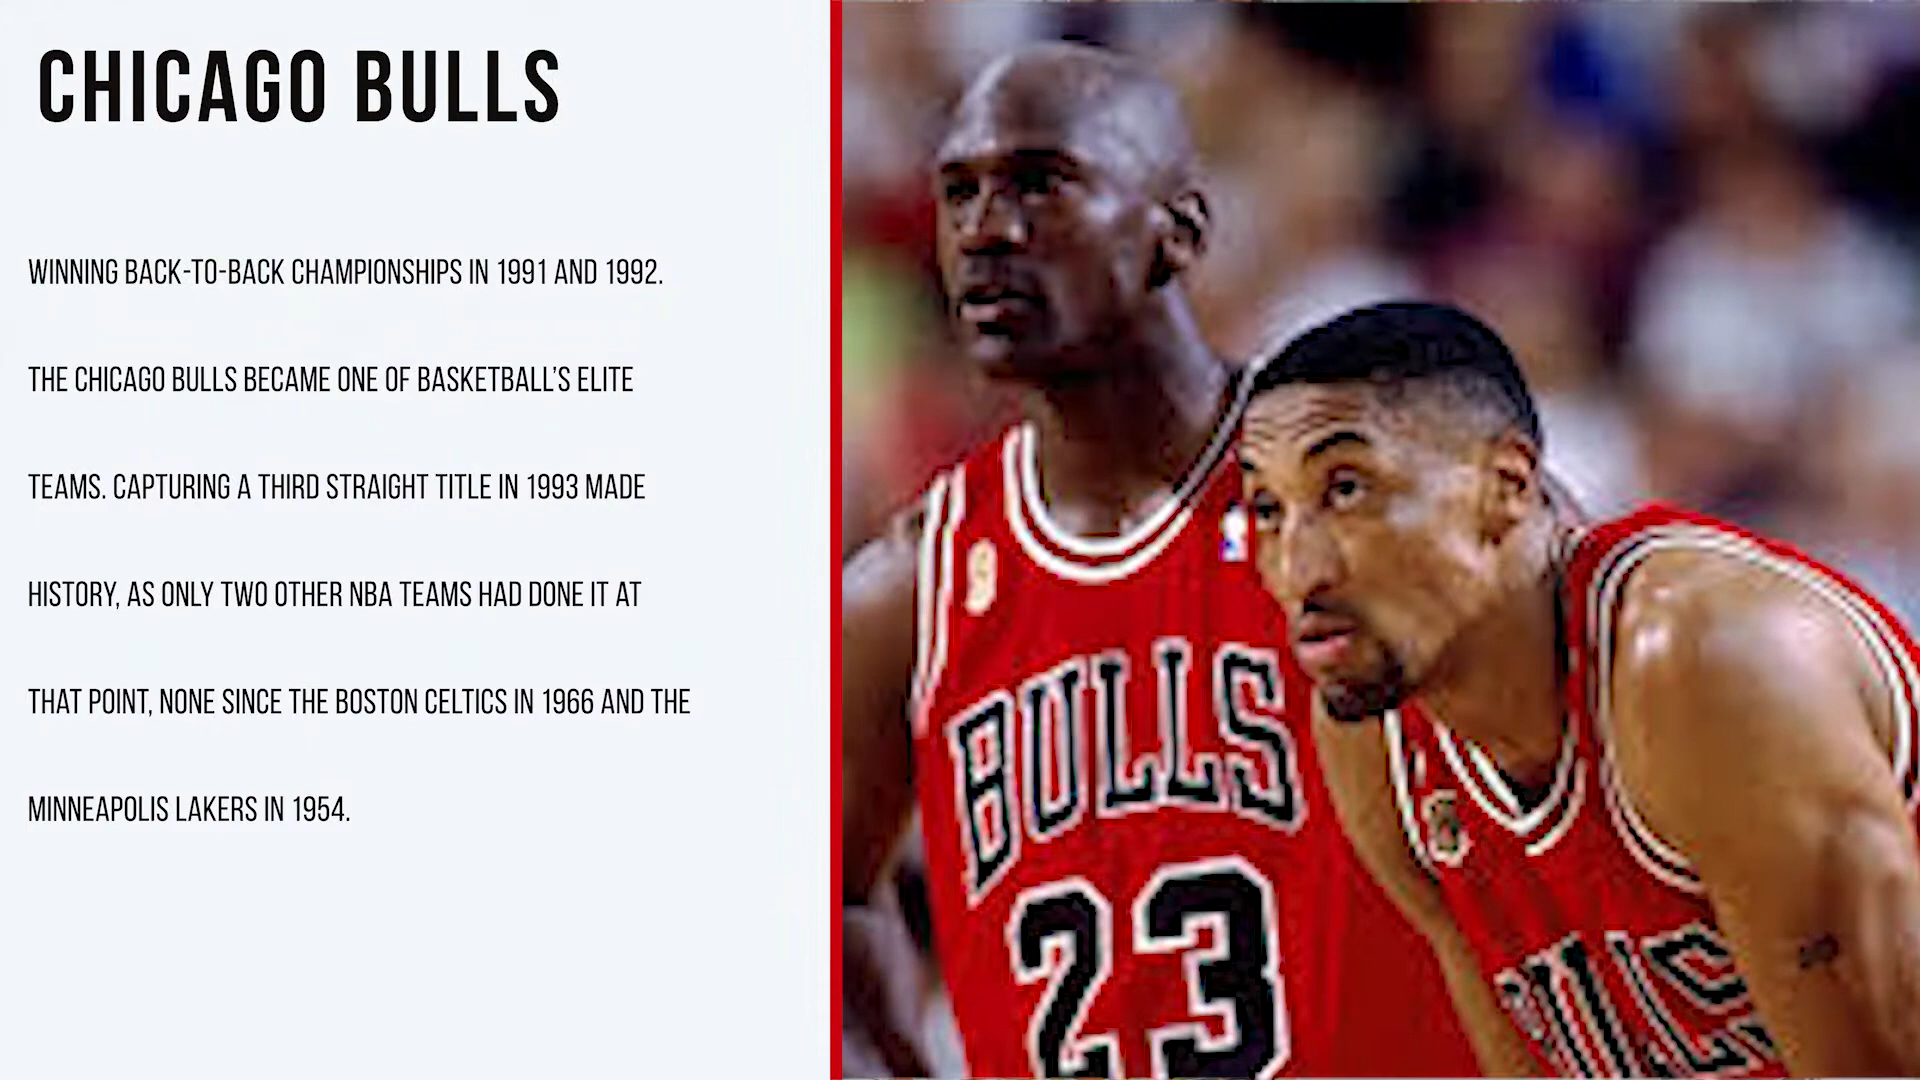 CHICAGO BULLS
WINNING BACK-TO-BACK CHAMPIONSHIPS IN 1991 AND 1992.
THE CHICAGO BULLS BECAME ONE OF BASKETBALL’S ELITE
TEAMS. CAPTURING A THIRD STRAIGHT TITLE IN 1993 MADE
HISTORY, AS ONLY TWO OTHER NBA TEAMS HAD DONE IT AT
THAT POINT, NONE SINCE THE BOSTON CELTICS IN 1966 AND THE
MINNEAPOLIS LAKERS IN 1954.
BULLS
23
ULLS